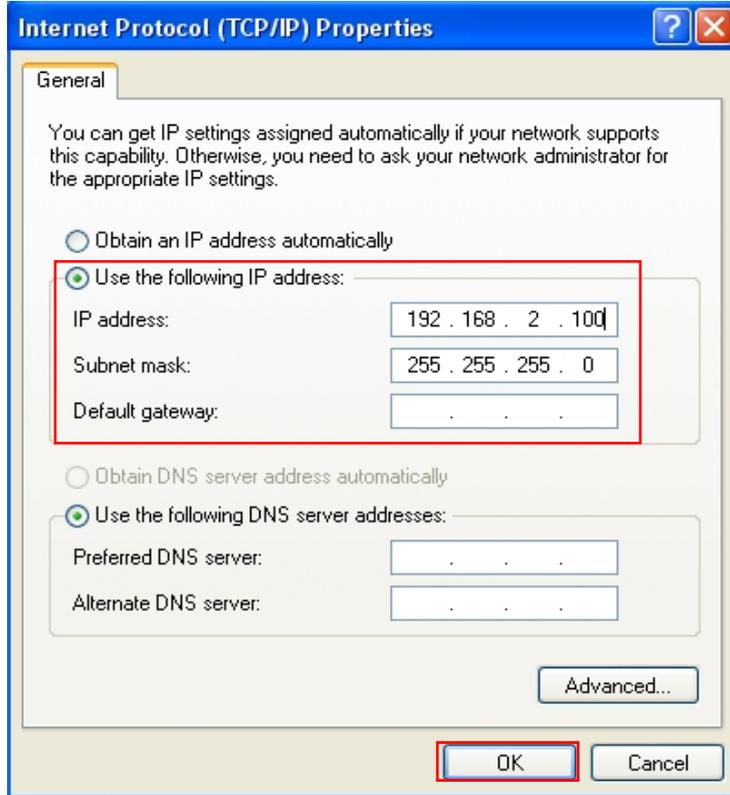 Internet Protocol (TCP/IP) Properties
General
You can get IP settings assigned automatically if your network supports
this capability. Otherwise, you need to ask your network administrator for
the appropriate IP settings.
Obtain an IP address automatically
Use the following IP address:
IP address: 192 . 168 . 2 . 100
Subnet mask: 255 . 255 . 255 . 0
Default gateway: . . .
Obtain DNS server address automatically
Use the following DNS server addresses:
Preferred DNS server: . . .
Alternate DNS server: . . .
Advanced...
OK Cancel